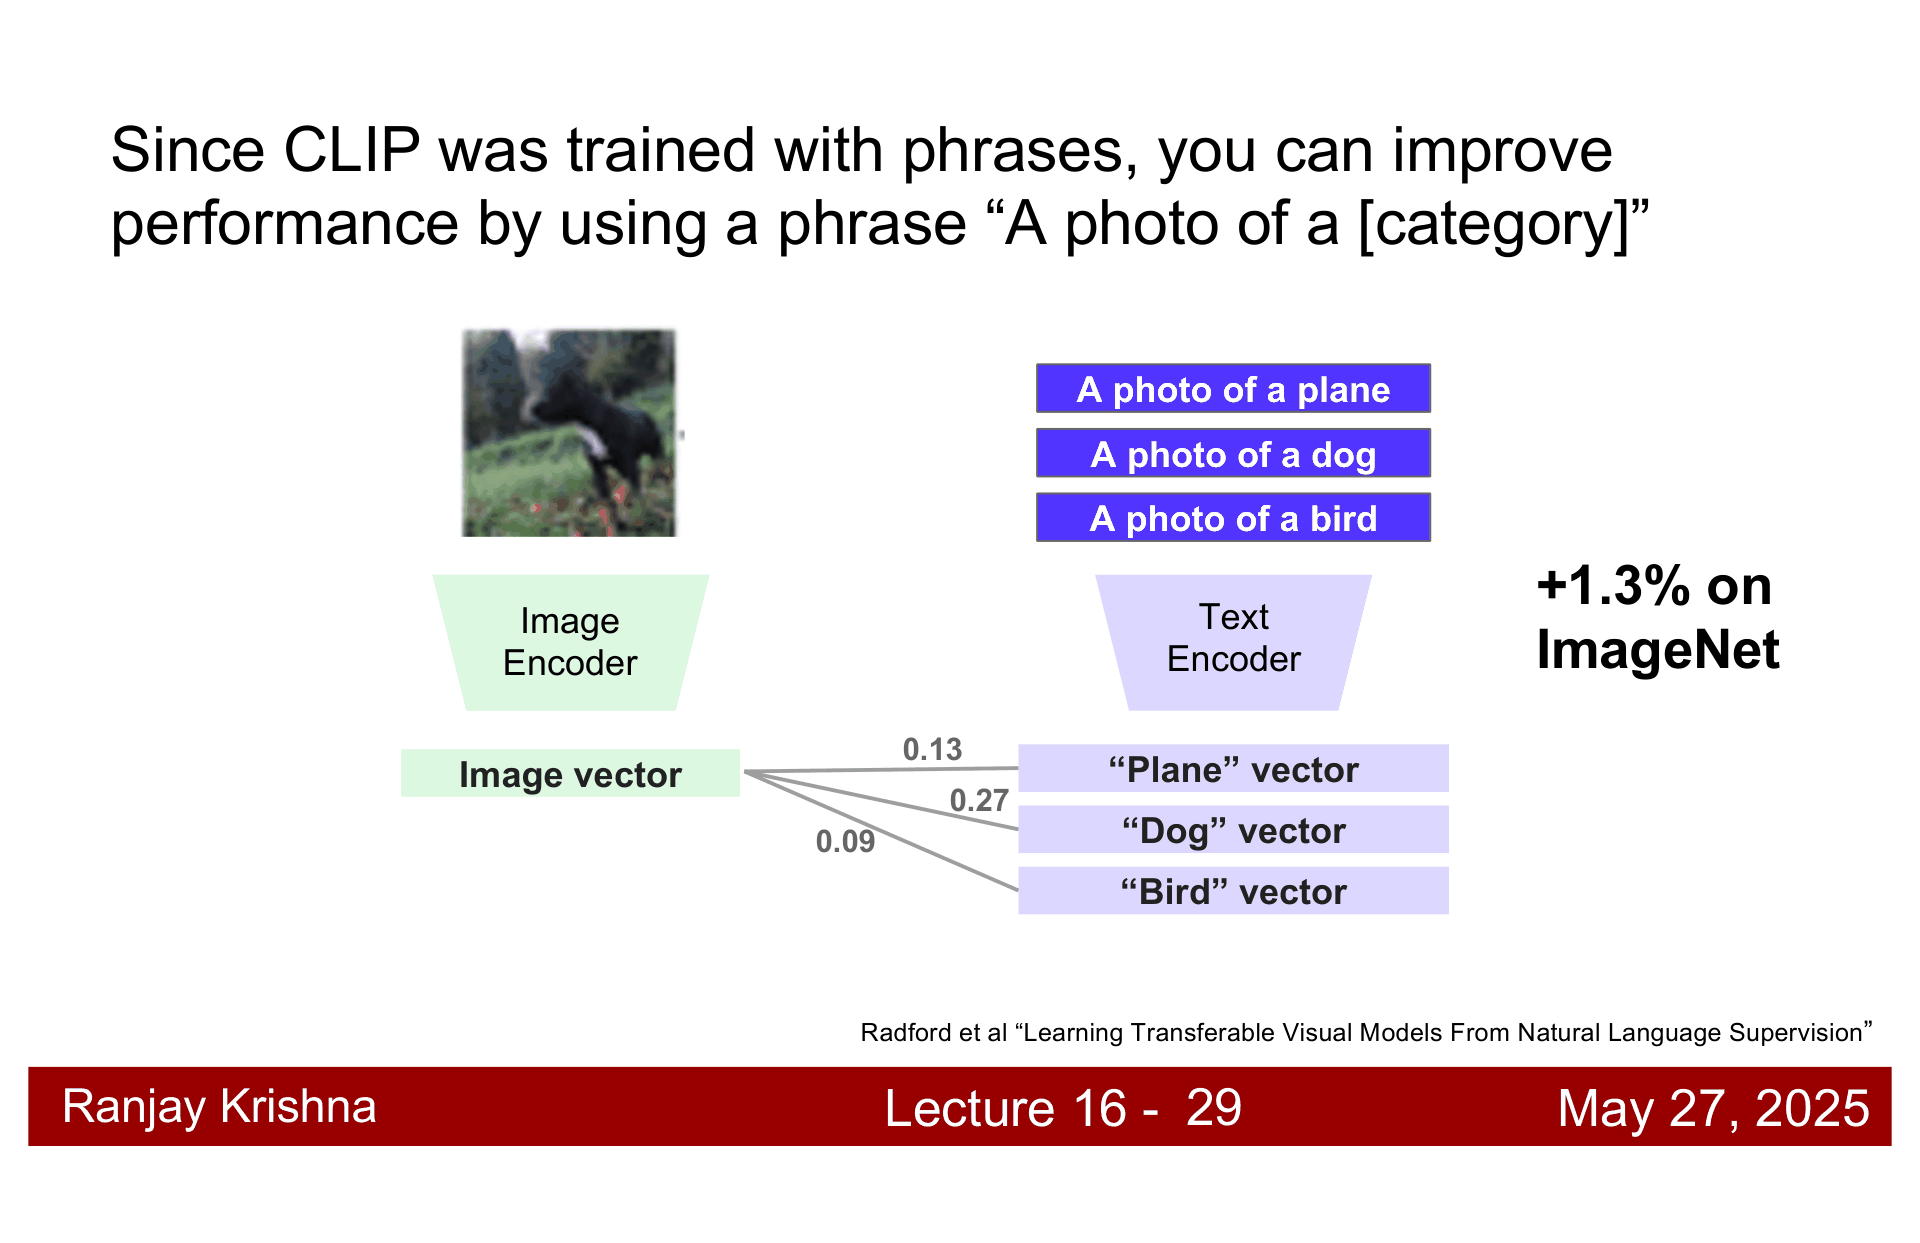 Since CLIP was trained with phrases, you can improve
performance by using a phrase “A photo of a [category]”
A photo of a plane
A photo of a dog
A photo of a bird
Image
Encoder
Text
Encoder
+1.3% on
ImageNet
Image vector
0.13
0.27
0.09
“Plane” vector
“Dog” vector
“Bird” vector
Radford et al “Learning Transferable Visual Models From Natural Language Supervision”
Ranjay Krishna
Lecture 16 - 29
May 27, 2025